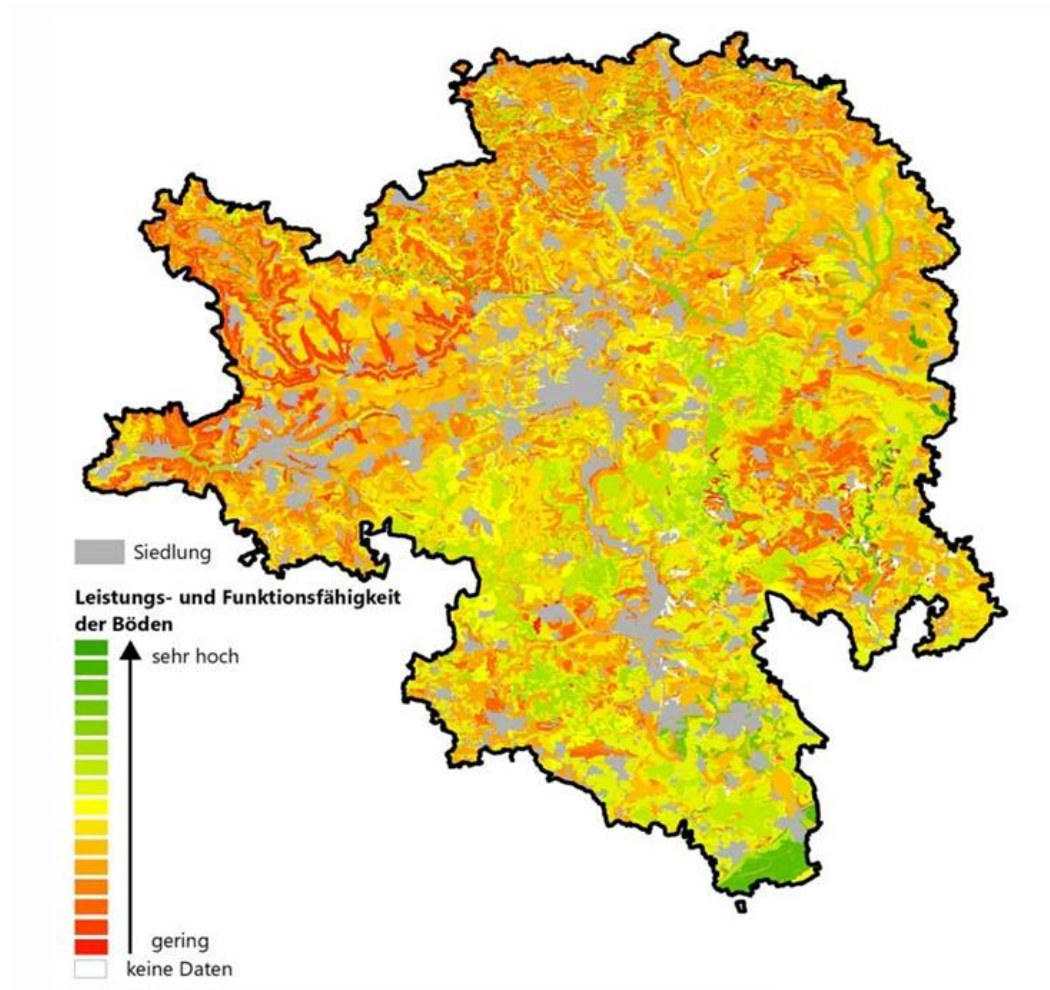 Siedlung
Leistungs- und Funktionsfähigkeit
der Böden
sehr hoch
gering
keine Daten